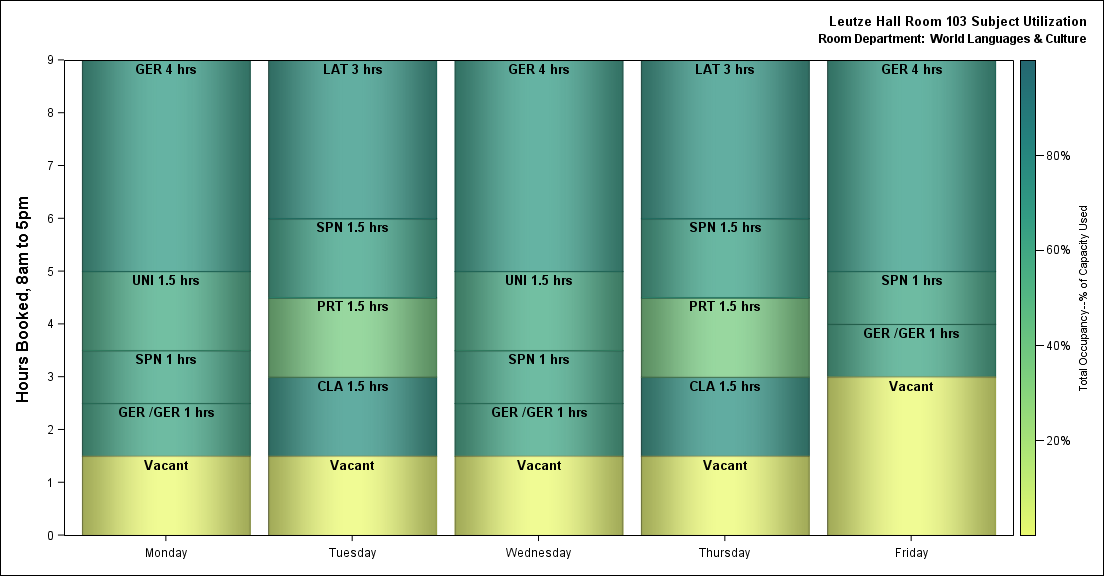 Leutze Hall Room 103 Subject Utilization
Room Department: World Languages & Culture
Hours Booked, 8am to 5pm
9
8
7
6
5
4
3
2
1
0
GER 4 hrs
UNI 1.5 hrs
SPN 1 hrs
GER /GER 1 hrs
Vacant
LAT 3 hrs
SPN 1.5 hrs
PRT 1.5 hrs
CLA 1.5 hrs
Vacant
GER 4 hrs
UNI 1.5 hrs
SPN 1 hrs
GER /GER 1 hrs
Vacant
LAT 3 hrs
SPN 1.5 hrs
PRT 1.5 hrs
CLA 1.5 hrs
Vacant
GER 4 hrs
SPN 1 hrs
GER /GER 1 hrs
Vacant
Monday
Tuesday
Wednesday
Thursday
Friday
80%
60%
40%
20%
Total Occupancy--% of Capacity Used